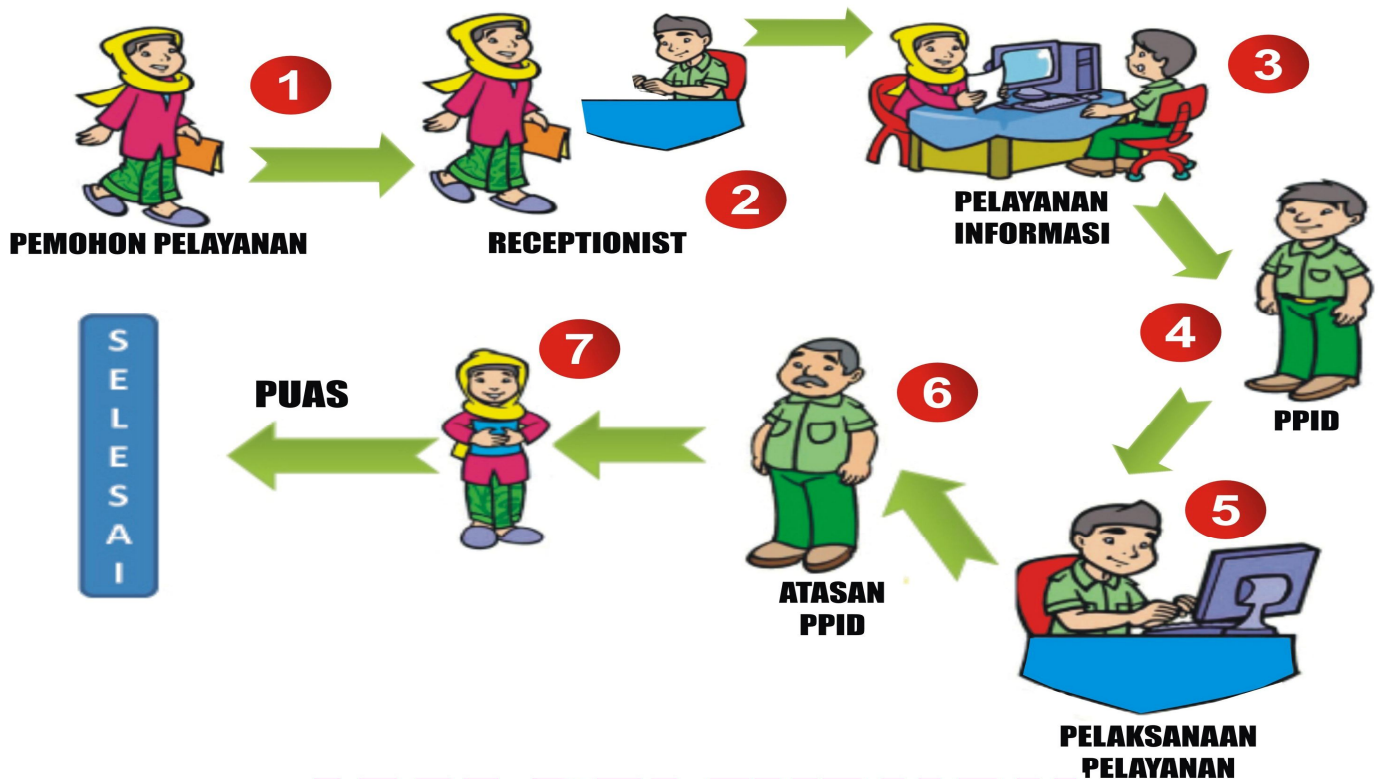 1
PEMOHON PELAYANAN
2
RECEPTIONIST
3
PELAYANAN
INFORMASI
4
PPID
5
PELAKSANAAN
PELAYANAN
6
ATASAN
PPID
7
PUAS
S
E
L
E
S
A
I